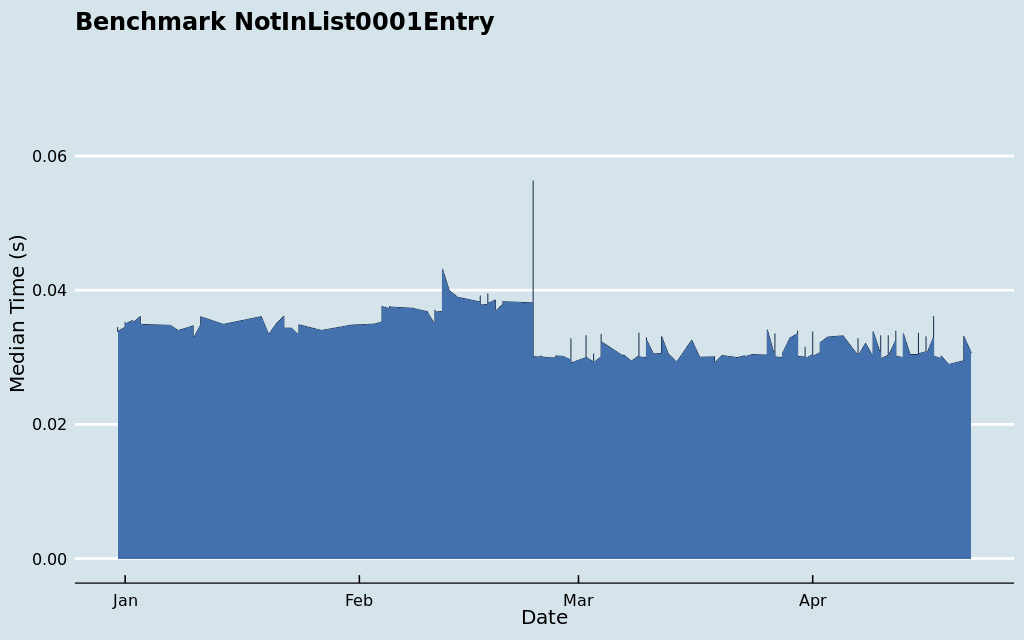 Benchmark NotInList0001Entry
Median Time (s)
0.06
0.04
0.02
0.00
Jan Feb Mar Apr
Date